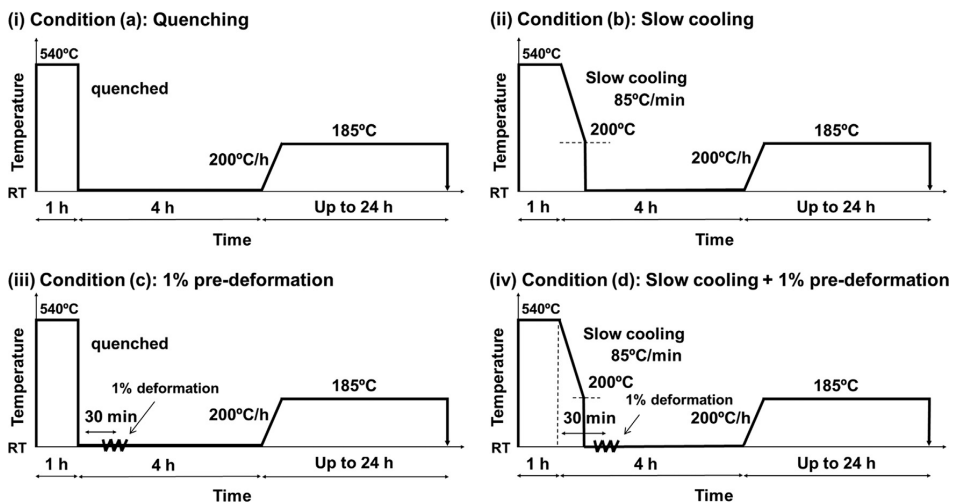 (i) Condition (a): Quenching
540ºC
quenched
185ºC
200ºC/h
Temperature
RT
1 h
4 h
Up to 24 h
Time
(ii) Condition (b): Slow cooling
540ºC
Slow cooling
85ºC/min
200ºC
185ºC
200ºC/h
Temperature
RT
1 h
4 h
Up to 24 h
Time
(iii) Condition (c): 1% pre-deformation
540ºC
quenched
1% deformation
30 min
185ºC
200ºC/h
Temperature
RT
1 h
4 h
Up to 24 h
Time
(iv) Condition (d): Slow cooling + 1% pre-deformation
540ºC
Slow cooling
85ºC/min
200ºC
185ºC
1% deformation
30 min
200ºC/h
Temperature
RT
1 h
4 h
Up to 24 h
Time